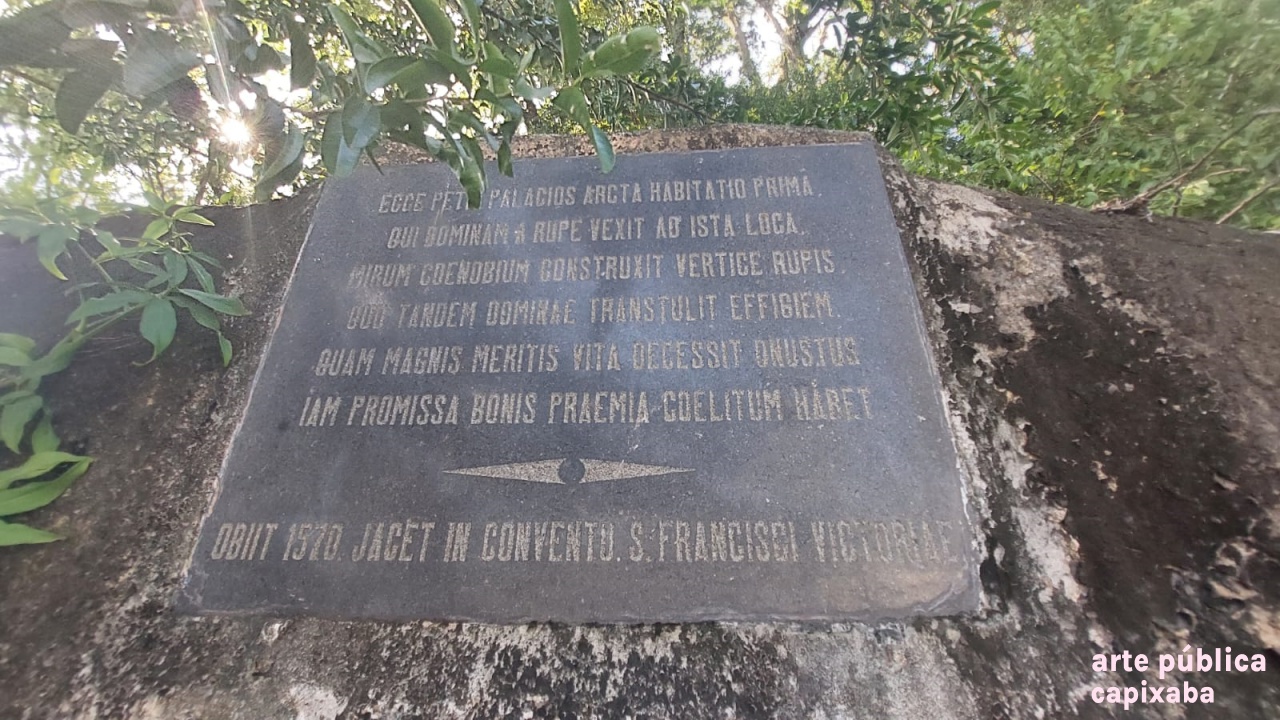 ECCE PETRI PALACIOS ARCTA HABITATIO PRIMA,
QUI DOMINAM A RUPE VEXIT AD ISTA LOCA.
MIRUM COENOBIUM CONSTRUXIT VERTICE RUPIS
QUO TANDEM DOMINAE TRANSTULIT EFFIGIEM.
QUAM MAGNIS MERITIS VITA DECESSIT ONUSTUS
IAM PROMISSA BONIS PRAEMIA COELITUM HABET
OBIIT 1570. JACET IN CONVENTO. S. FRANCISCI VICTORIAE
arte pública
capixaba